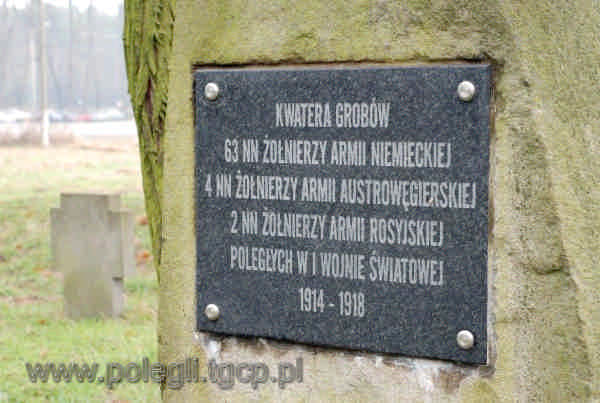 KWATERA GROBÓW
63 NN ŻOŁNIERZY ARMII NIEMIECKIEJ
4 NN ŻOŁNIERZY ARMII AUSTROWĘGIERSKIEJ
2 NN ŻOŁNIERZY ARMII ROSYJSKIEJ
POLEGŁYCH W I WOJNIE ŚWIATOWEJ
1914 - 1918
www.polegli.tgcp.pl